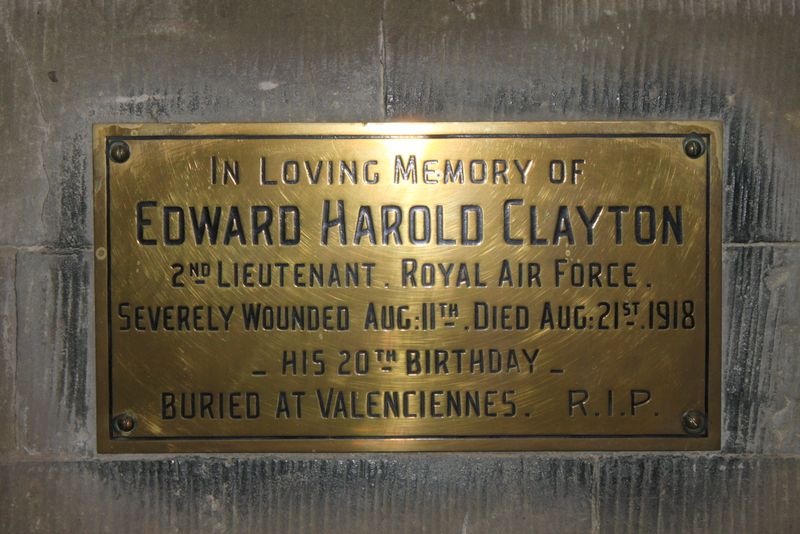 IN LOVING MEMORY OF
EDWARD HAROLD CLAYTON
2ND LIEUTENANT. ROYAL AIR FORCE.
SEVERELY WOUNDED AUG: 11TH. DIED AUG: 21ST. 1918
- HIS 20TH BIRTHDAY -
BURIED AT VALENCIENNES. R.I.P.